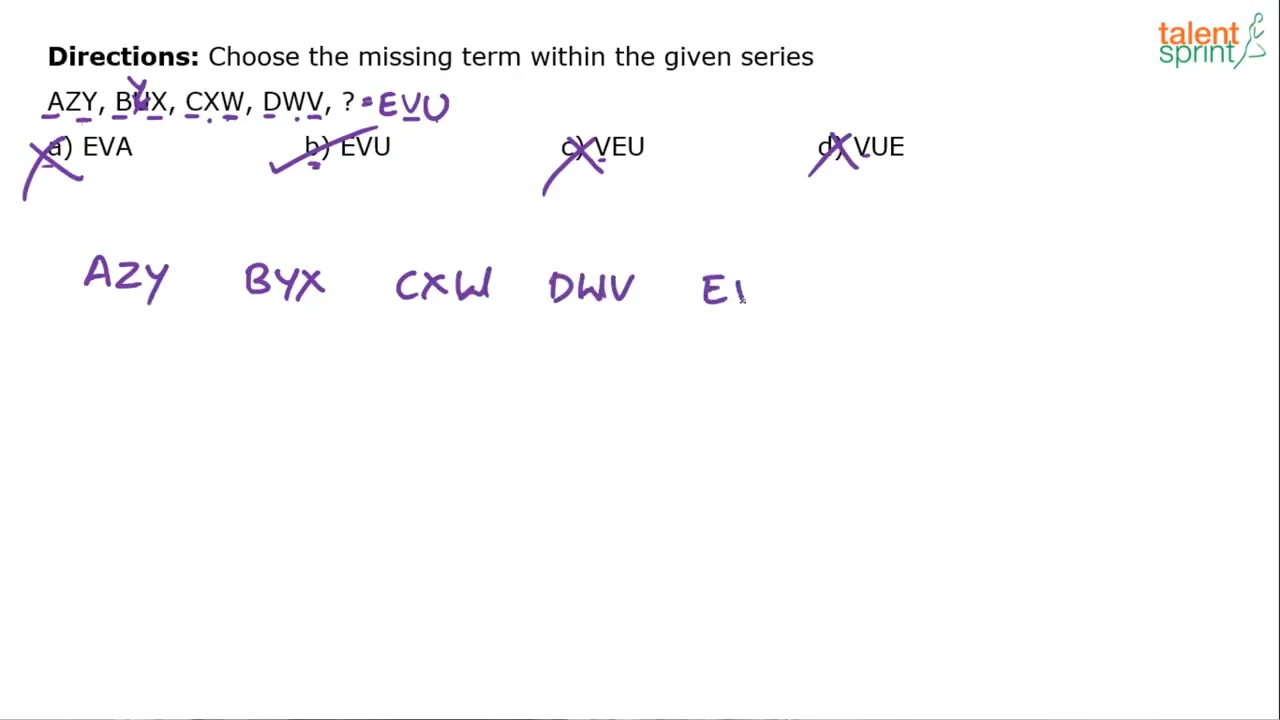 talent
sprint
Directions: Choose the missing term within the given series
AZY, BYX, CXW, DWV, ? = EVU
a) EVA b) EVU c) VEU d) VUE
AZY BYX CXW DWV E